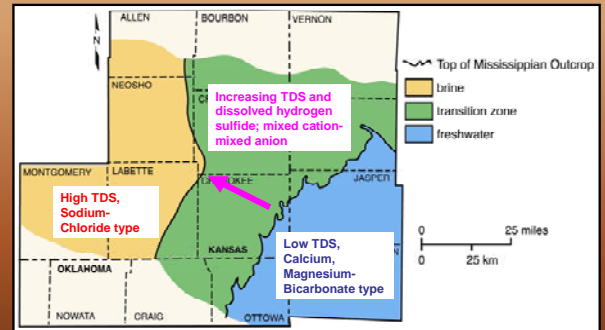 ALLEN
BOURBON
VERNON
N
Top of Mississippian Outcrop
NEOSHO
brine
Increasing TDS and
dissolved hydrogen
sulfide; mixed cation-
mixed anion
transition zone
freshwater
MONTGOMERY
LABETTE
JASPER
High TDS,
Sodium-
Chloride type
KANSAS
Low TDS,
Calcium,
Magnesium-
Bicarbonate type
0 25 miles
0 25 km
OKLAHOMA
NOWATA
CRAIG
OTTOWA